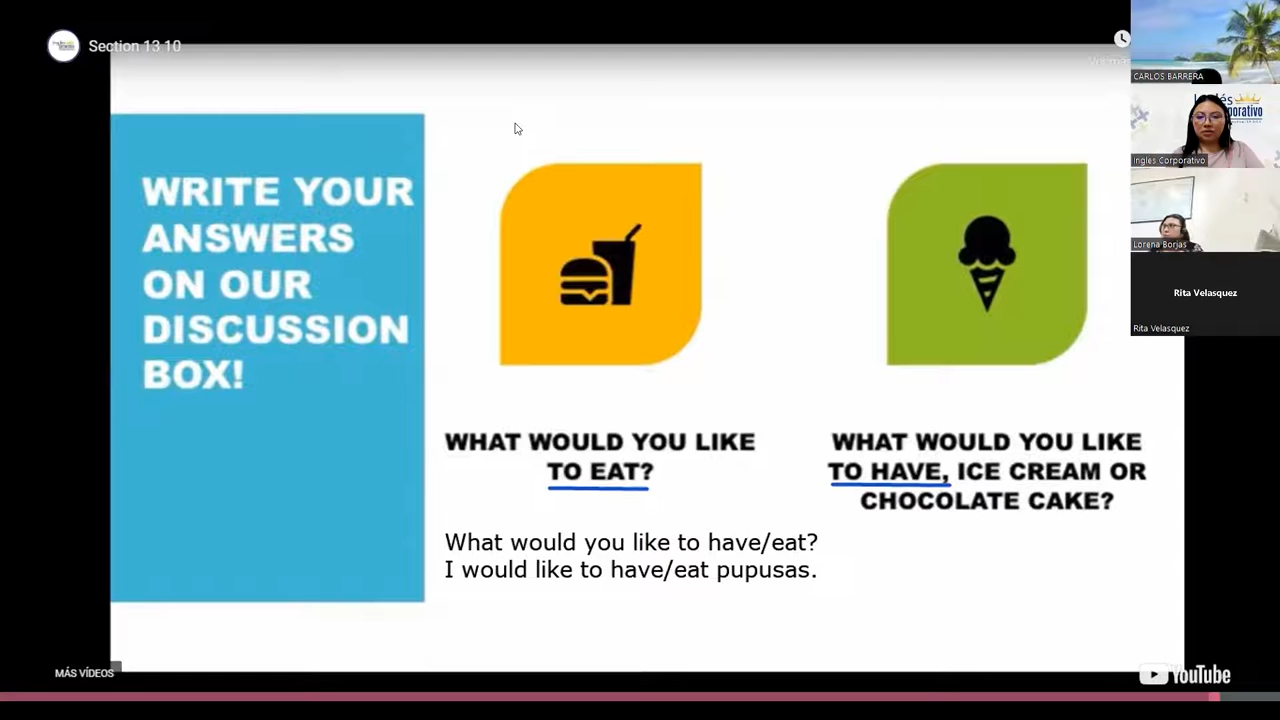 Section 13 10
WRITE YOUR
ANSWERS
ON OUR
DISCUSSION
BOX!
WHAT WOULD YOU LIKE
TO EAT?
WHAT WOULD YOU LIKE
TO HAVE, ICE CREAM OR
CHOCOLATE CAKE?
What would you like to have/eat?
I would like to have/eat pupusas.
CARLOS BARRERA
Ingles Corporativo
Lorena Borjas
Rita Velasquez
Rita Velasquez
MÁS VÍDEOS
YouTube